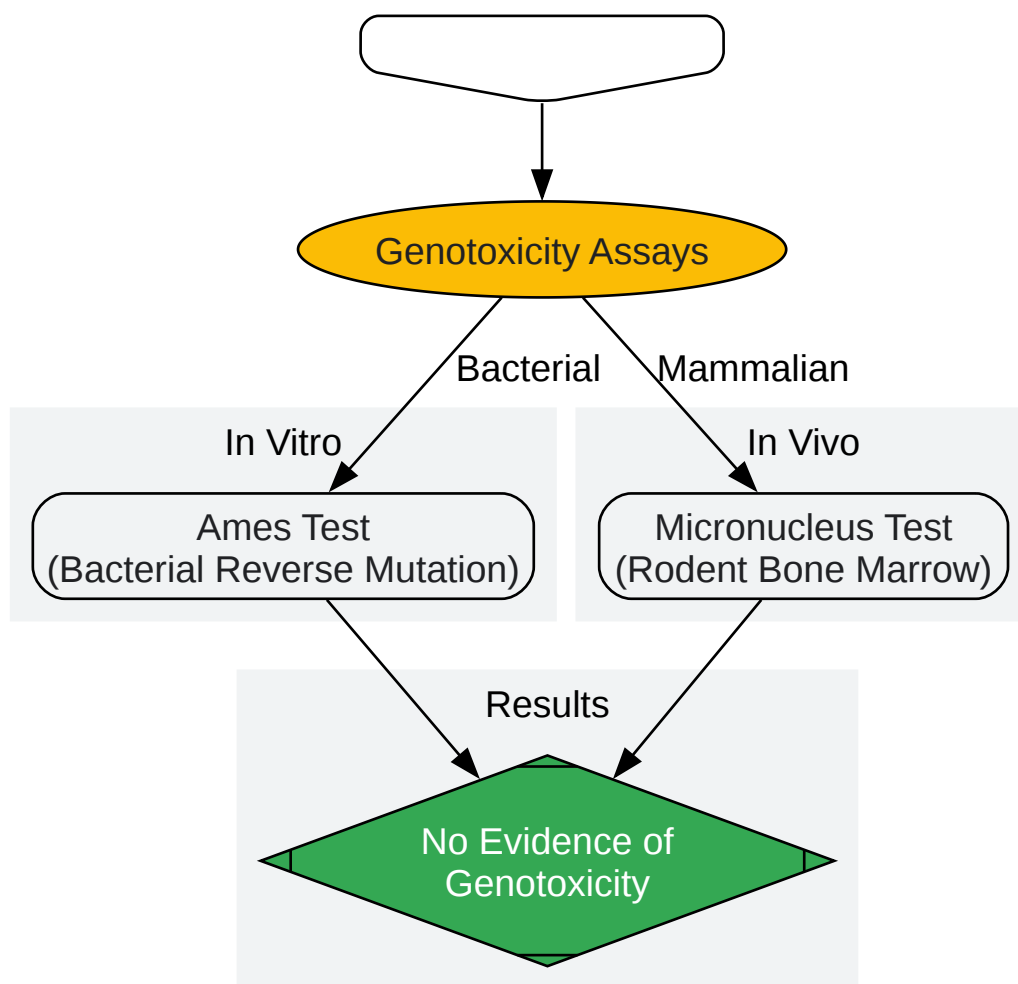 Genotoxicity Assays
Bacterial
Mammalian
In Vitro
In Vivo
Ames Test
(Bacterial Reverse Mutation)
Micronucleus Test
(Rodent Bone Marrow)
Results
No Evidence of
Genotoxicity